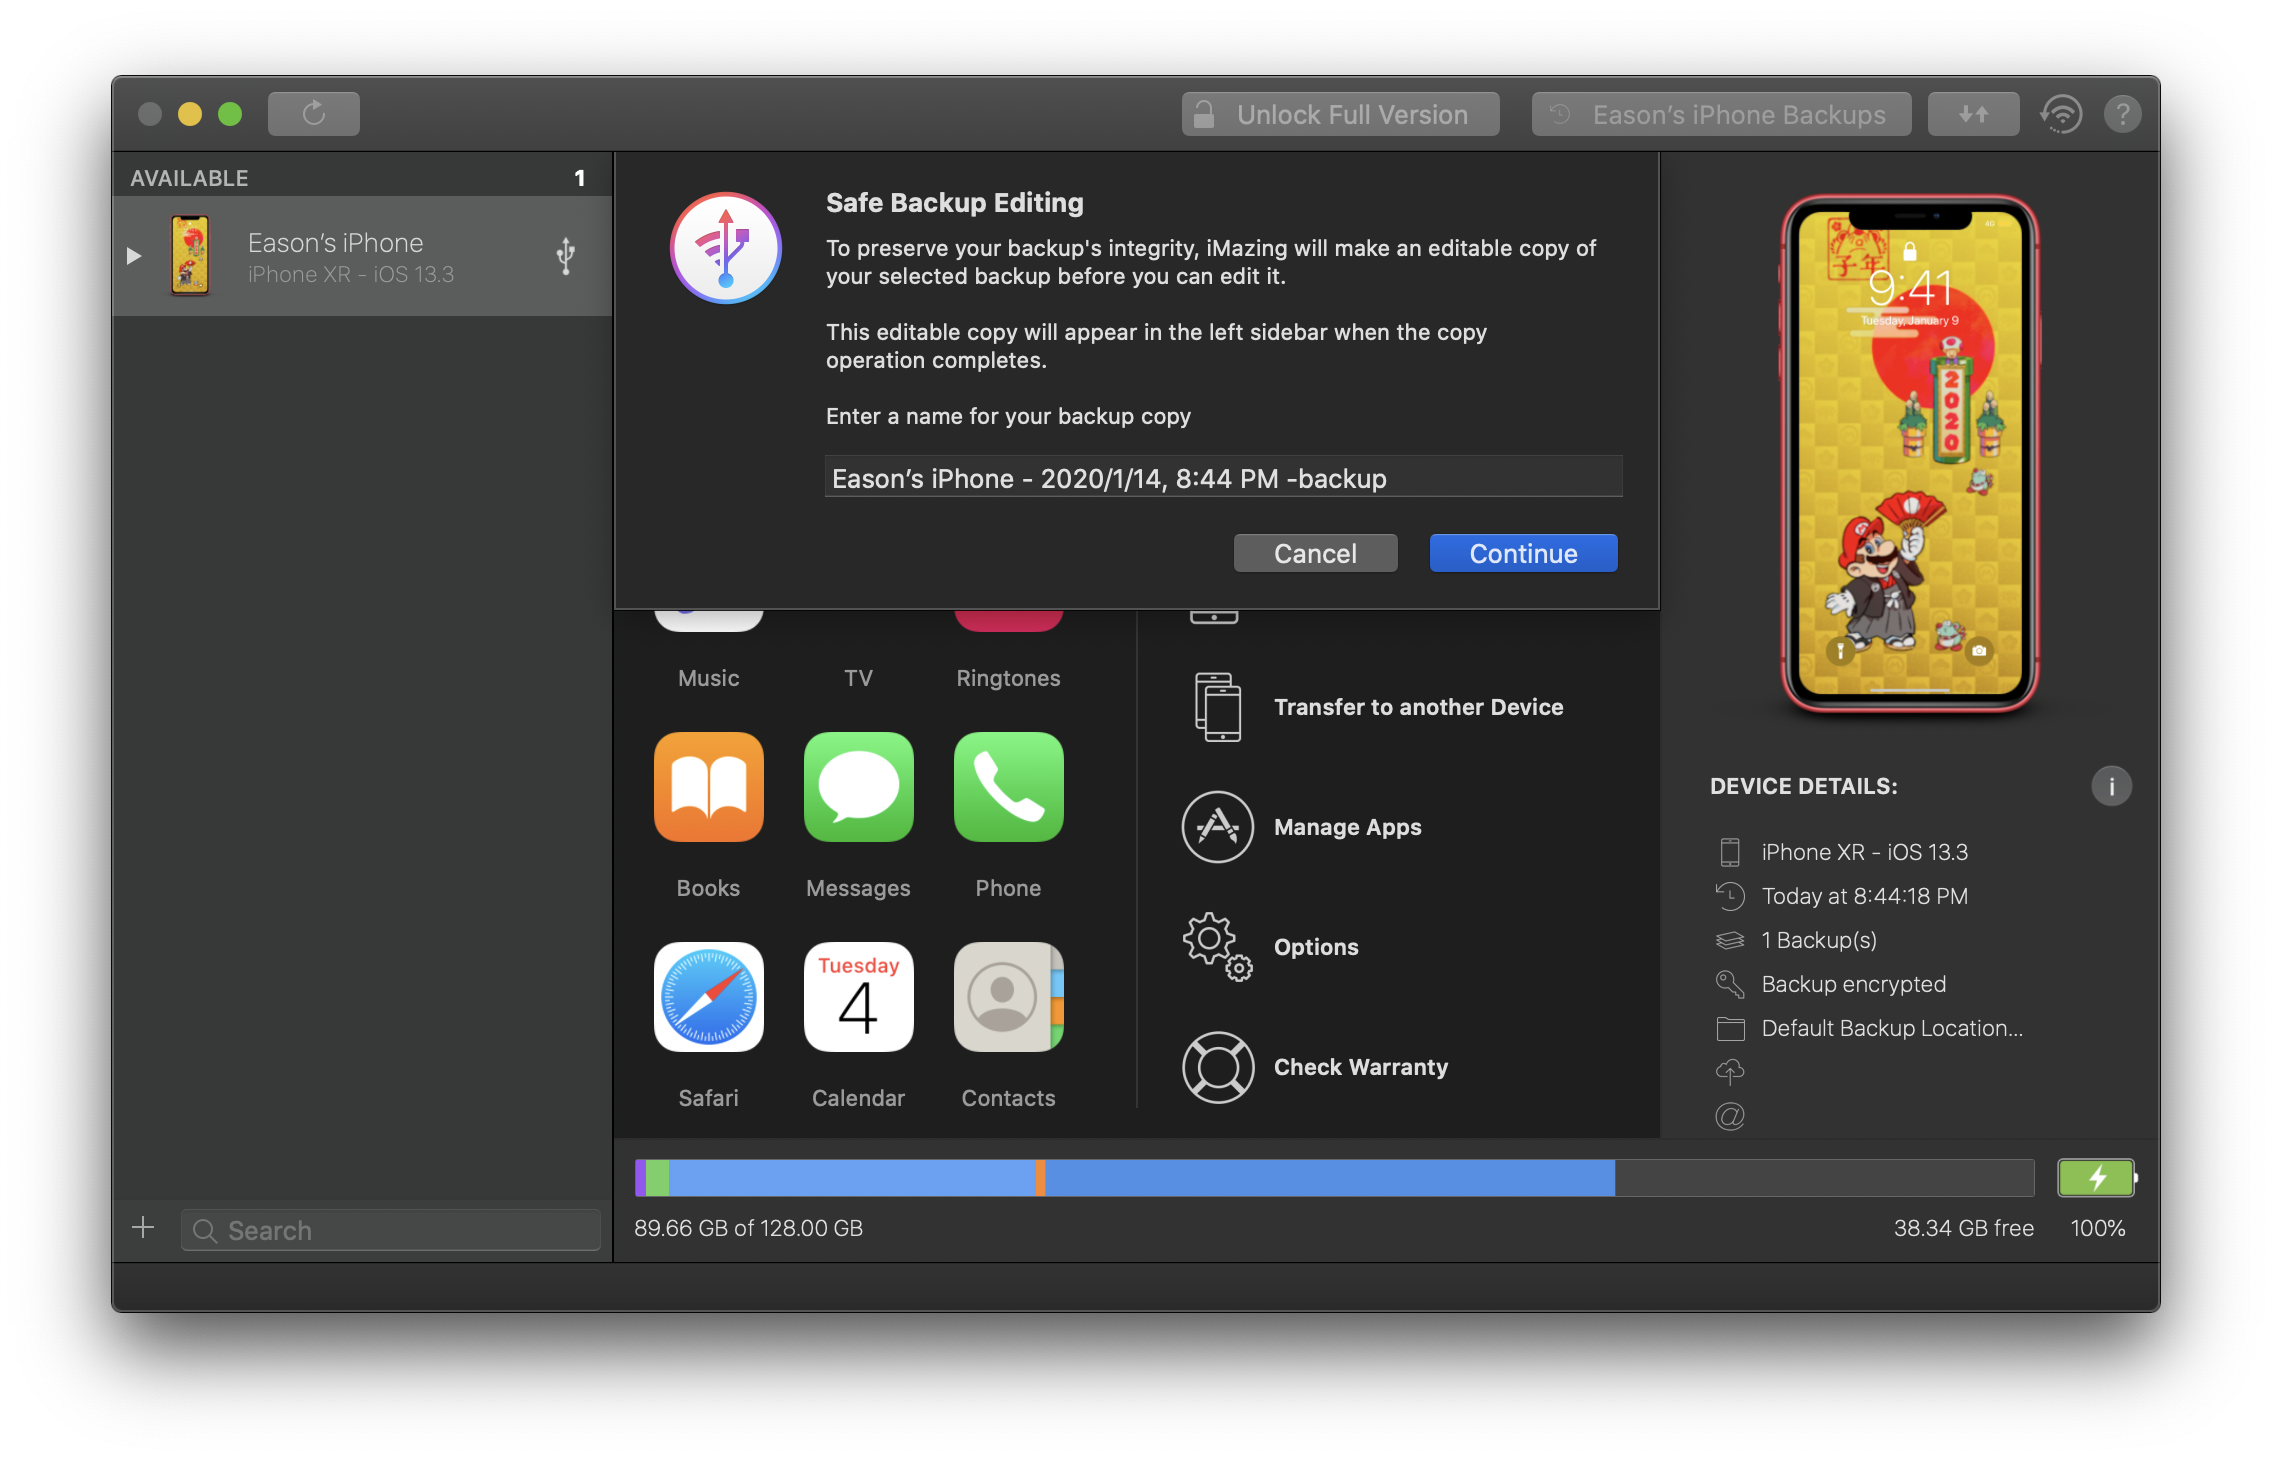 Unlock Full Version
Eason’s iPhone Backups
?
AVAILABLE 1
Eason’s iPhone
iPhone XR - iOS 13.3
Safe Backup Editing
To preserve your backup's integrity, iMazing will make an editable copy of
your selected backup before you can edit it.
This editable copy will appear in the left sidebar when the copy
operation completes.
Enter a name for your backup copy
Eason’s iPhone - 2020/1/14, 8:44 PM -backup
Cancel
Continue
Music
TV
Ringtones
Books
Messages
Phone
Tuesday
4
Safari
Calendar
Contacts
Transfer to another Device
Manage Apps
Options
Check Warranty
4G
子年
9:41
Tuesday, January 9
2020
DEVICE DETAILS:
i
iPhone XR - iOS 13.3
Today at 8:44:18 PM
1 Backup(s)
Backup encrypted
Default Backup Location...
@
Search
89.66 GB of 128.00 GB
38.34 GB free
100%